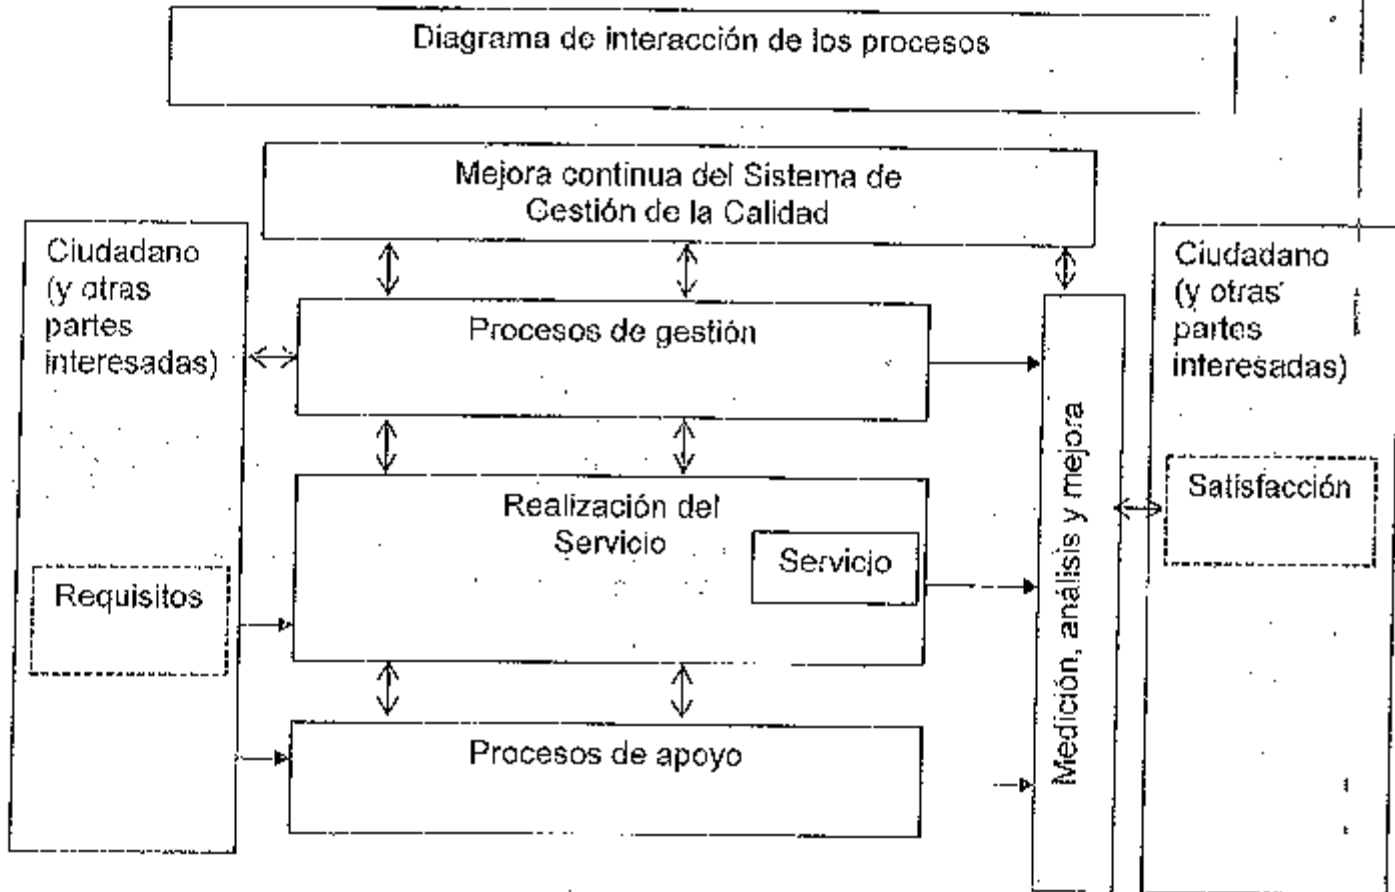 Diagrama de interacción de los procesos
Mejora continua del Sistema de
Gestión de la Calidad
Ciudadano
(y otras
partes
interesadas)
Requisitos
Procesos de gestión
Realización del
Servicio
Servicio
Procesos de apoyo
Medición, análisis y mejora
Ciudadano
(y otras
partes
interesadas)
Satisfacción